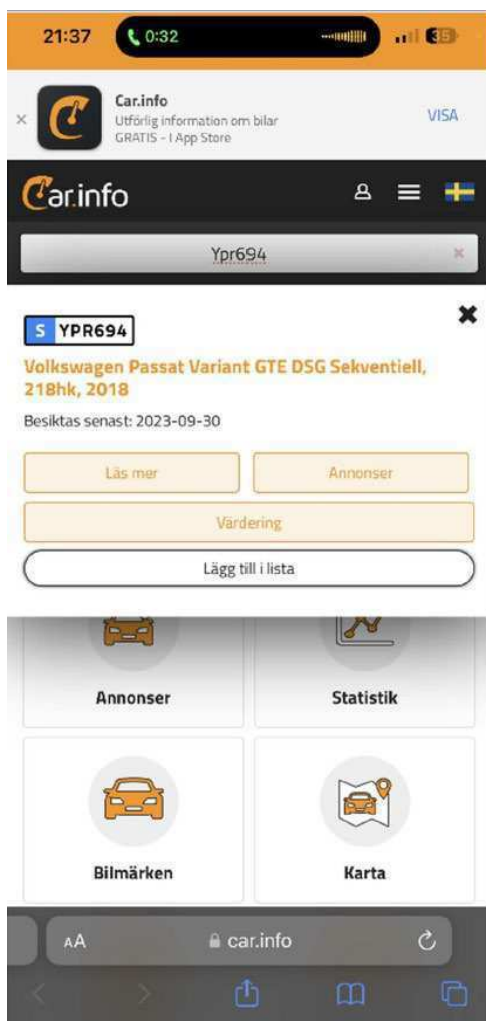 21:37
0:32
35
Car.info
Utförlig information om bilar
GRATIS - I App Store
VISA
Car.info
Ypr694
S YPR694
Volkswagen Passat Variant GTE DSG Sekventiell,
218hk, 2018
Besiktas senast: 2023-09-30
Läs mer
Annonser
Värdering
Lägg till i lista
Annonser
Statistik
Bilmärken
Karta
AA
car.info